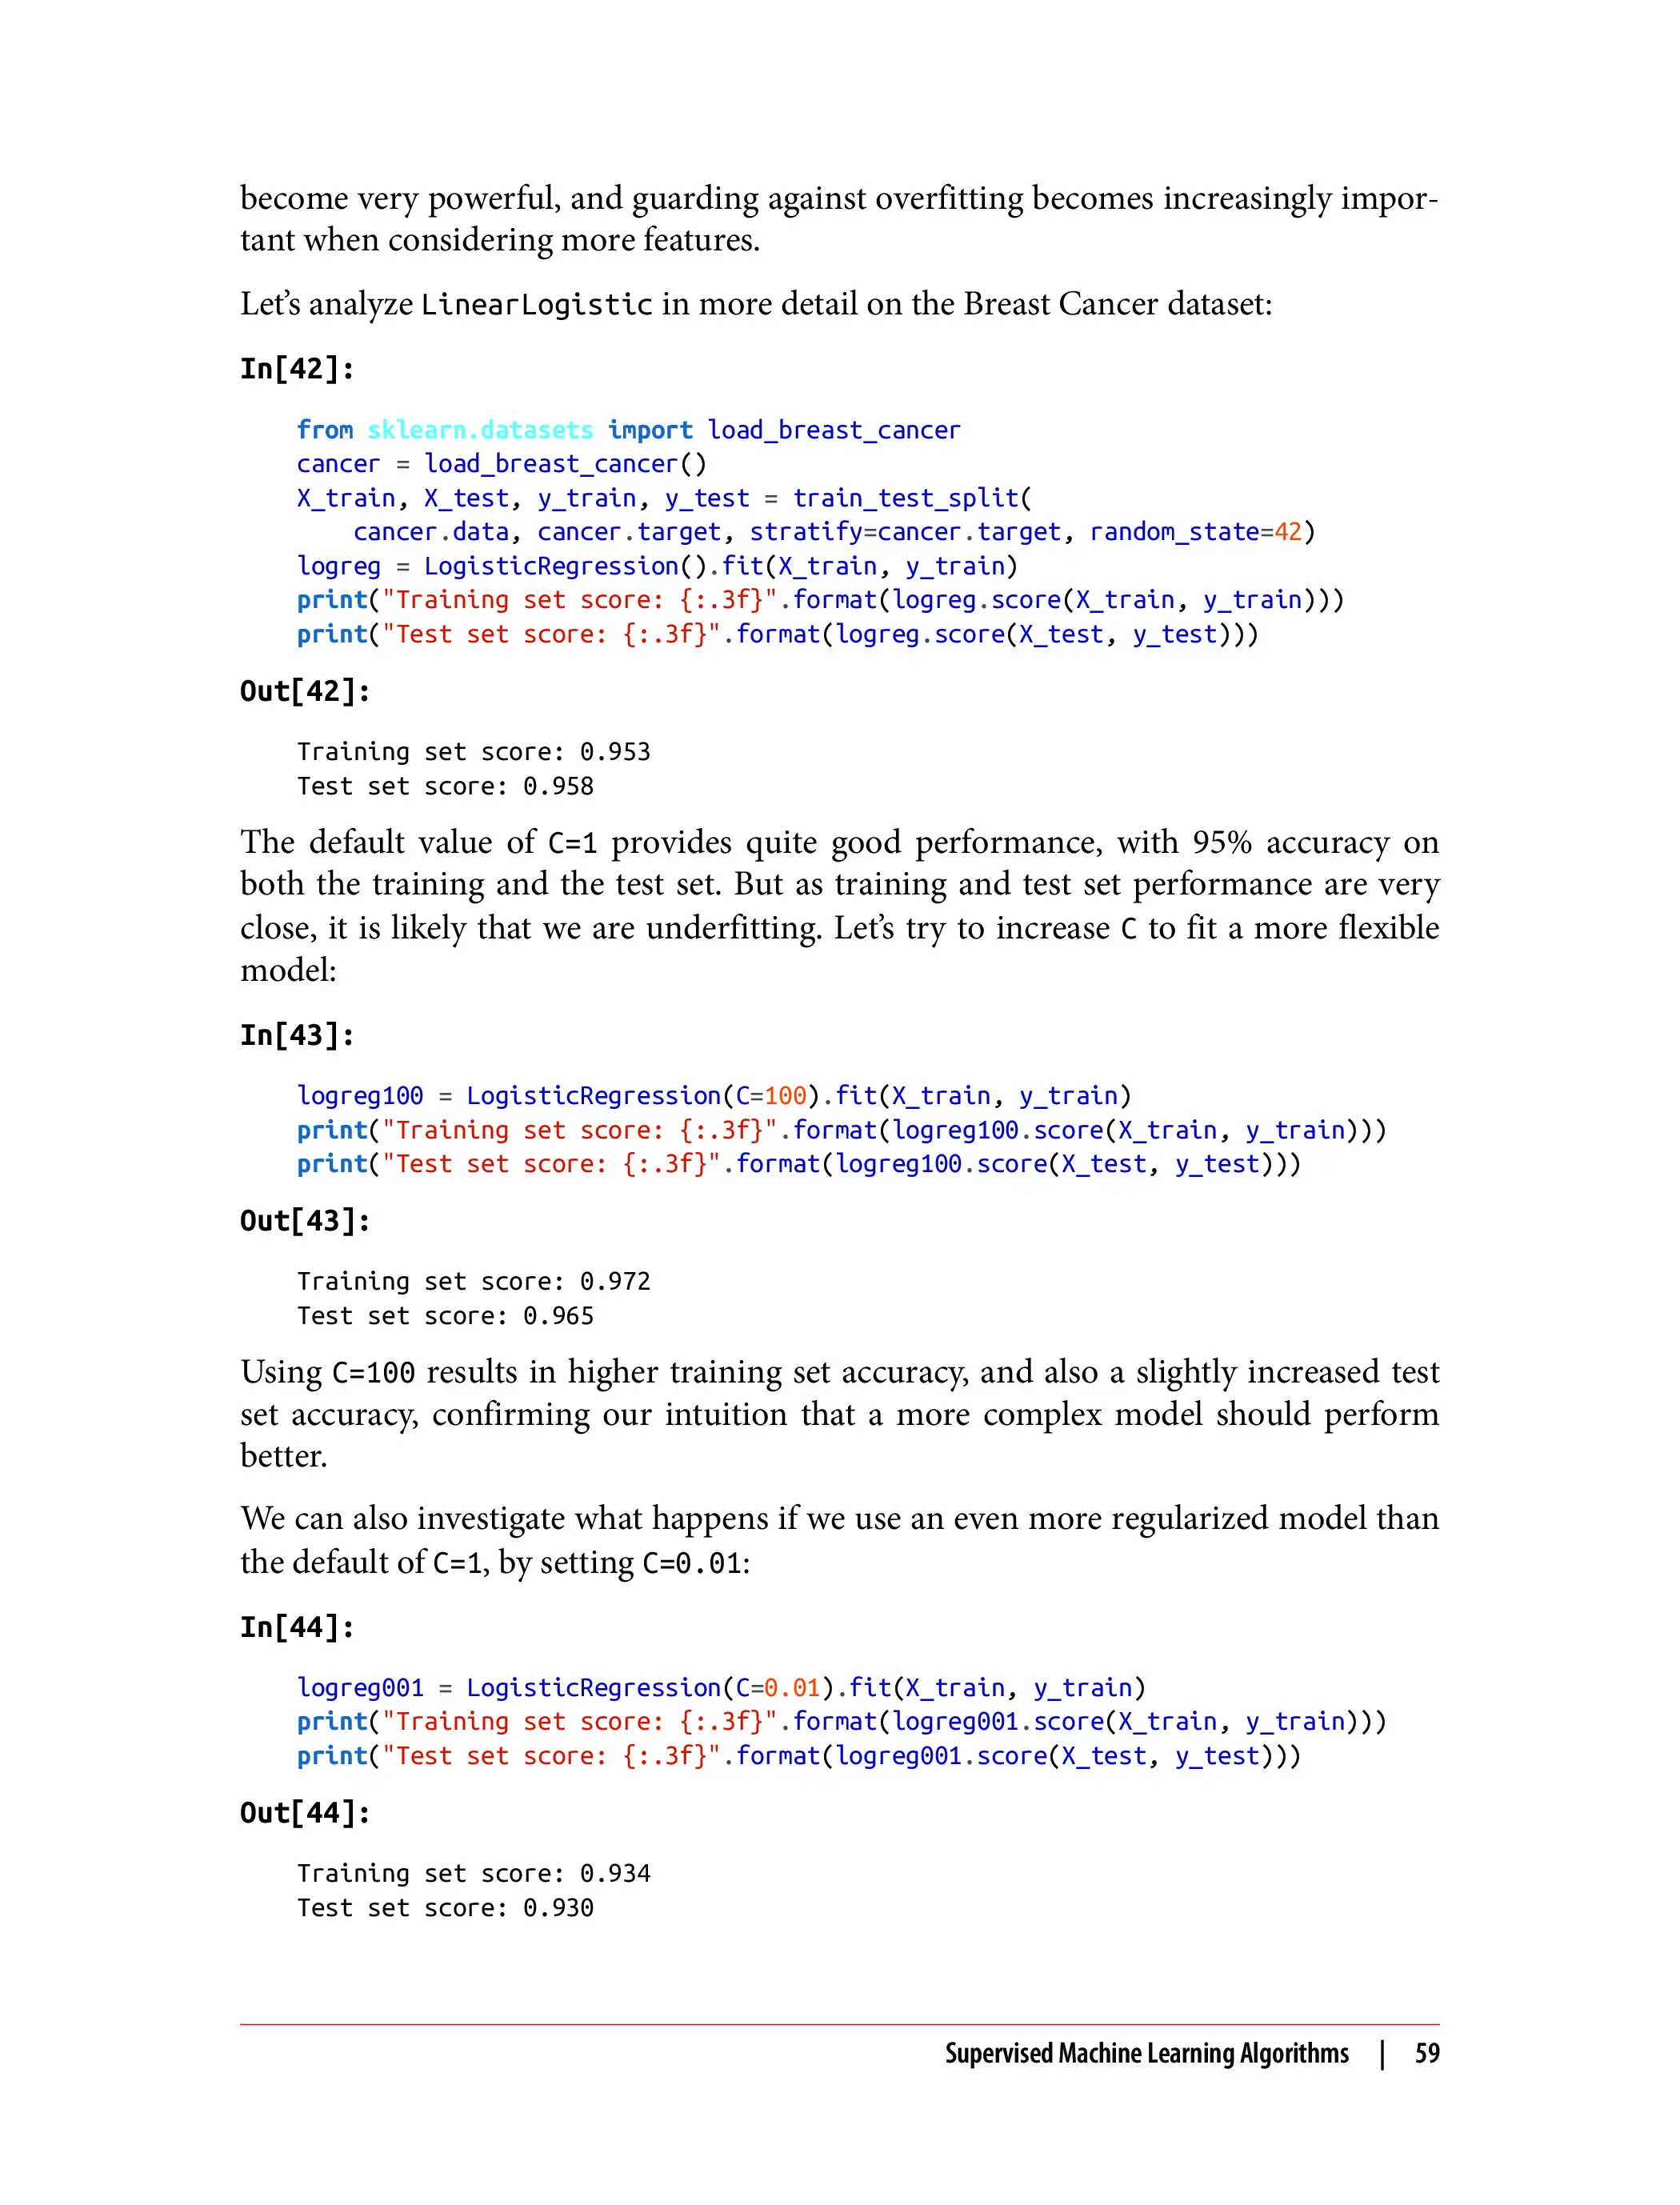 become very powerful, and guarding against overfitting becomes increasingly impor-
tant when considering more features.
Let’s analyze LinearLogistic in more detail on the Breast Cancer dataset:
In[42]:
from sklearn.datasets import load_breast_cancer
cancer = load_breast_cancer()
X_train, X_test, y_train, y_test = train_test_split(
    cancer.data, cancer.target, stratify=cancer.target, random_state=42)
logreg = LogisticRegression().fit(X_train, y_train)
print("Training set score: {:.3f}".format(logreg.score(X_train, y_train)))
print("Test set score: {:.3f}".format(logreg.score(X_test, y_test)))
Out[42]:
Training set score: 0.953
Test set score: 0.958
The default value of C=1 provides quite good performance, with 95% accuracy on
both the training and the test set. But as training and test set performance are very
close, it is likely that we are underfitting. Let’s try to increase C to fit a more flexible
model:
In[43]:
logreg100 = LogisticRegression(C=100).fit(X_train, y_train)
print("Training set score: {:.3f}".format(logreg100.score(X_train, y_train)))
print("Test set score: {:.3f}".format(logreg100.score(X_test, y_test)))
Out[43]:
Training set score: 0.972
Test set score: 0.965
Using C=100 results in higher training set accuracy, and also a slightly increased test
set accuracy, confirming our intuition that a more complex model should perform
better.
We can also investigate what happens if we use an even more regularized model than
the default of C=1, by setting C=0.01:
In[44]:
logreg001 = LogisticRegression(C=0.01).fit(X_train, y_train)
print("Training set score: {:.3f}".format(logreg001.score(X_train, y_train)))
print("Test set score: {:.3f}".format(logreg001.score(X_test, y_test)))
Out[44]:
Training set score: 0.934
Test set score: 0.930
Supervised Machine Learning Algorithms | 59